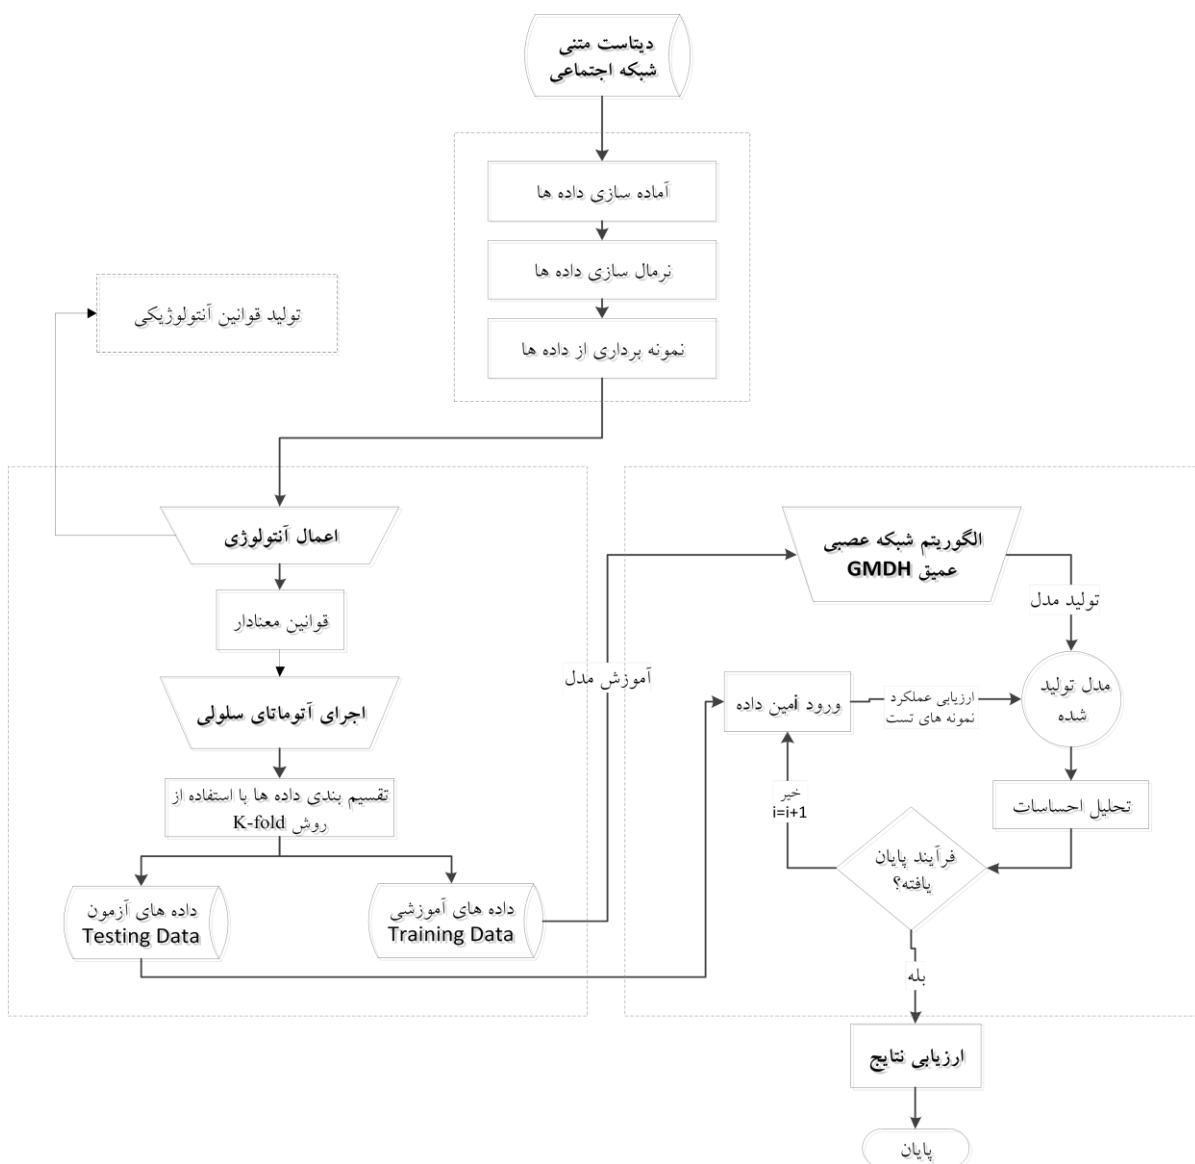 دیتاست متنی
شبکه اجتماعی
آماده سازی داده ها
نرمال سازی داده ها
نمونه برداری از داده ها
تولید قوانین آنتولوژیکی
اعمال آنتولوژی
قوانین معنادار
اجرای آتوماتای سلولی
تقسیم بندی داده ها با استفاده از
روش K-fold
داده های آزمون
Testing Data
داده های آموزشی
Training Data
آموزش مدل
الگوریتم شبکه عصبی
عمیق GMDH
تولید مدل
مدل تولید
شده
ورود iامین داده
ارزیابی عملکرد
نمونه های تست
تحلیل احساسات
فرآیند پایان
یافته؟
خیر
i=i+1
بله
ارزیابی نتایج
پایان